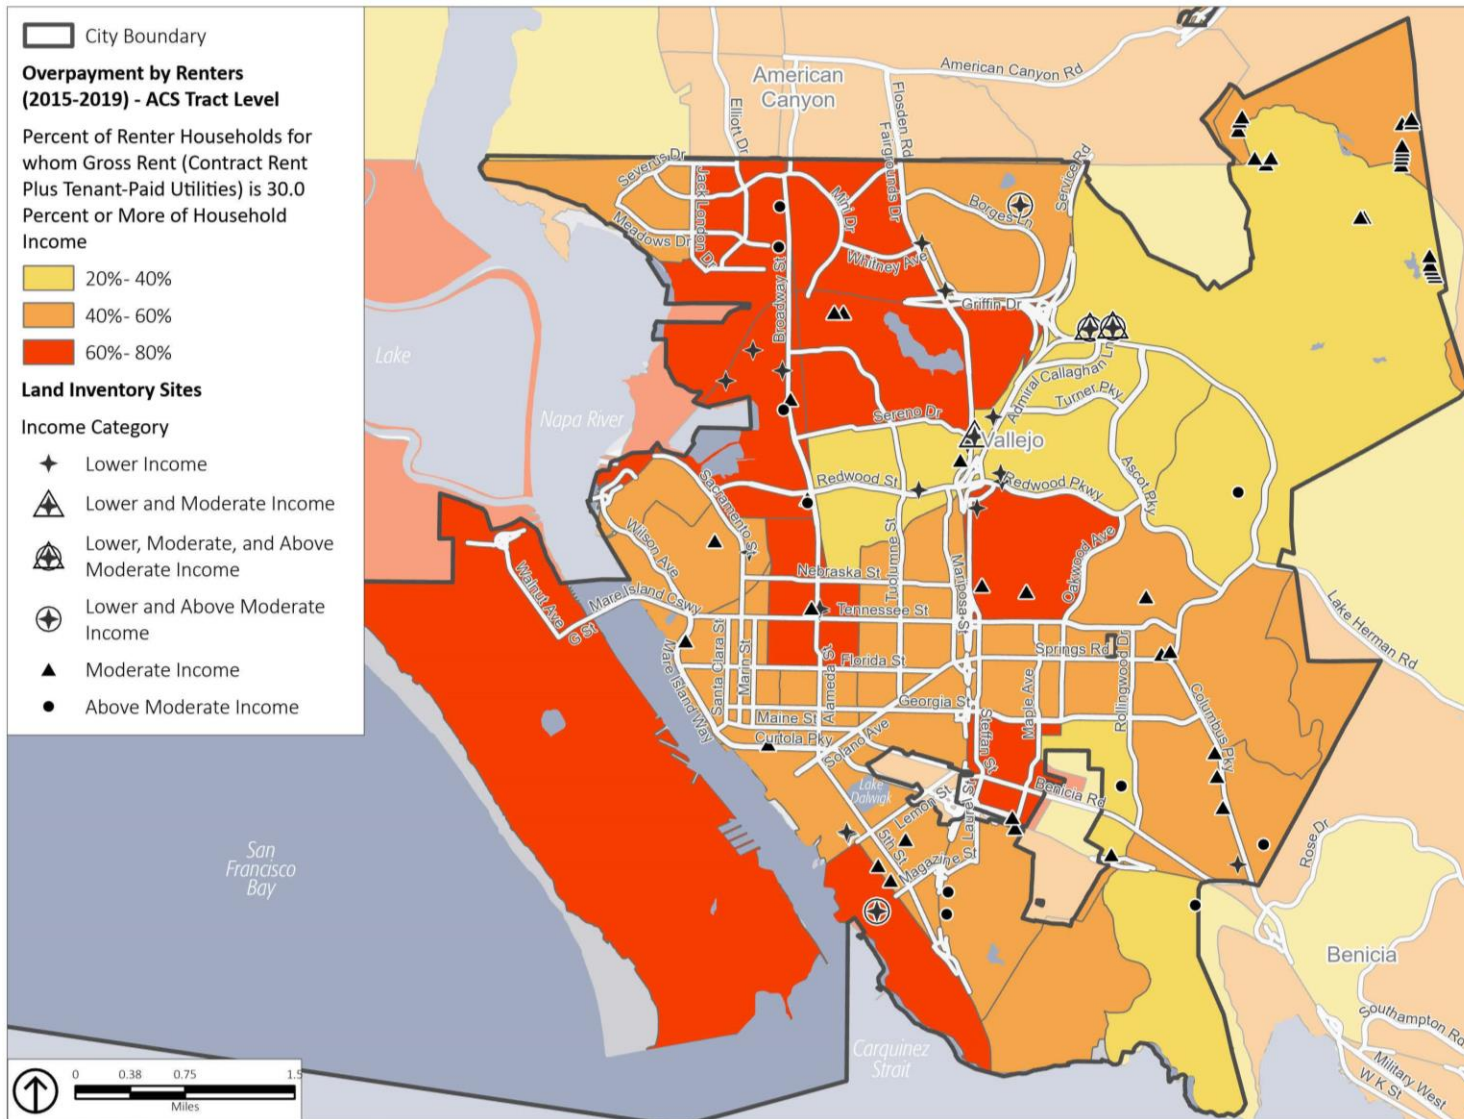 City Boundary
Overpayment by Renters
(2015-2019) - ACS Tract Level
Percent of Renter Households for
whom Gross Rent (Contract Rent
Plus Tenant-Paid Utilities) is 30.0
Percent or More of Household
Income
20%- 40%
40%- 60%
60%- 80%
Land Inventory Sites
Income Category
Lower Income
Lower and Moderate Income
Lower, Moderate, and Above
Moderate Income
Lower and Above Moderate
Income
Moderate Income
Above Moderate Income
American
Canyon
American Canyon Rd
Elliott Dr
Flosden Rd
Fairgrounds Dr
Service Rd
Severus Dr
Jack London Dr
Meadows Dr
Mini Dr
Borges Ln
Whitney Ave
Broadway St
Griffin Dr
Lake
Napa River
Admiral Callaghan Ln
Turner Pky
Sereno Dr
Vallejo
Ascot Pky
Redwood St
Redwood Pkwy
Sacramento St
Wilson Ave
Tuolumne St
Mariposa St
Oakwood Ave
Nebraska St
Walnut Ave
G St
Mare Island Cswy
Tennessee St
Lake Herman Rd
Santa Clara St
Marin St
Florida St
Springs Rd
Rollingwood Dr
Mare Island Way
Alameda St
Georgia St
Maple Ave
Columbus Pky
Maine St
Curtola Pky
Solano Ave
Steffan St
Benicia Rd
Lake
Dalwigk
Lemon St
Laurel St
5th St
Magazine St
Rose Dr
San
Francisco
Bay
Benicia
Southampton Rd
Carquinez
Strait
Military West
W K St
0 0.38 0.75 1.5
Miles